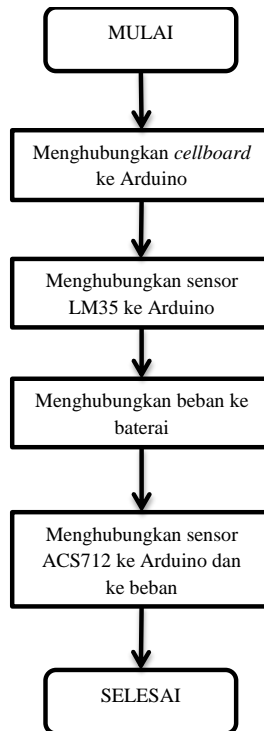 MULAI
Menghubungkan cellboard
ke Arduino
Menghubungkan sensor
LM35 ke Arduino
Menghubungkan beban ke
baterai
Menghubungkan sensor
ACS712 ke Arduino dan
ke beban
SELESAI